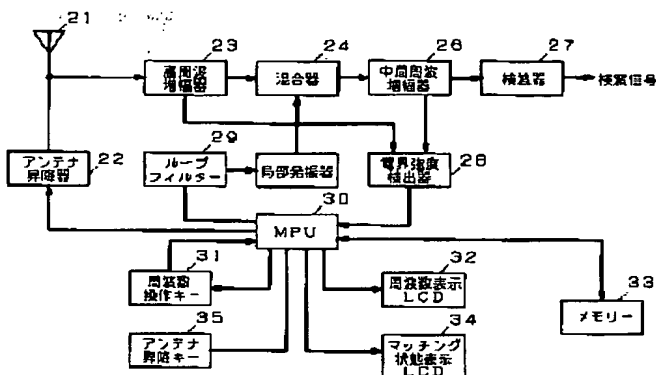 21
23
24
26
27
高周波
増幅器
混合器
中間周波
増幅器
検波器
検波信号
22
29
28
アンテナ
昇降器
ループ
フィルター
局部発振器
電界強度
検出器
30
MPU
31
32
33
周波数
操作キー
周波数表示
LCD
メモリー
35
34
アンテナ
昇降キー
マッチング
状態表示
LCD